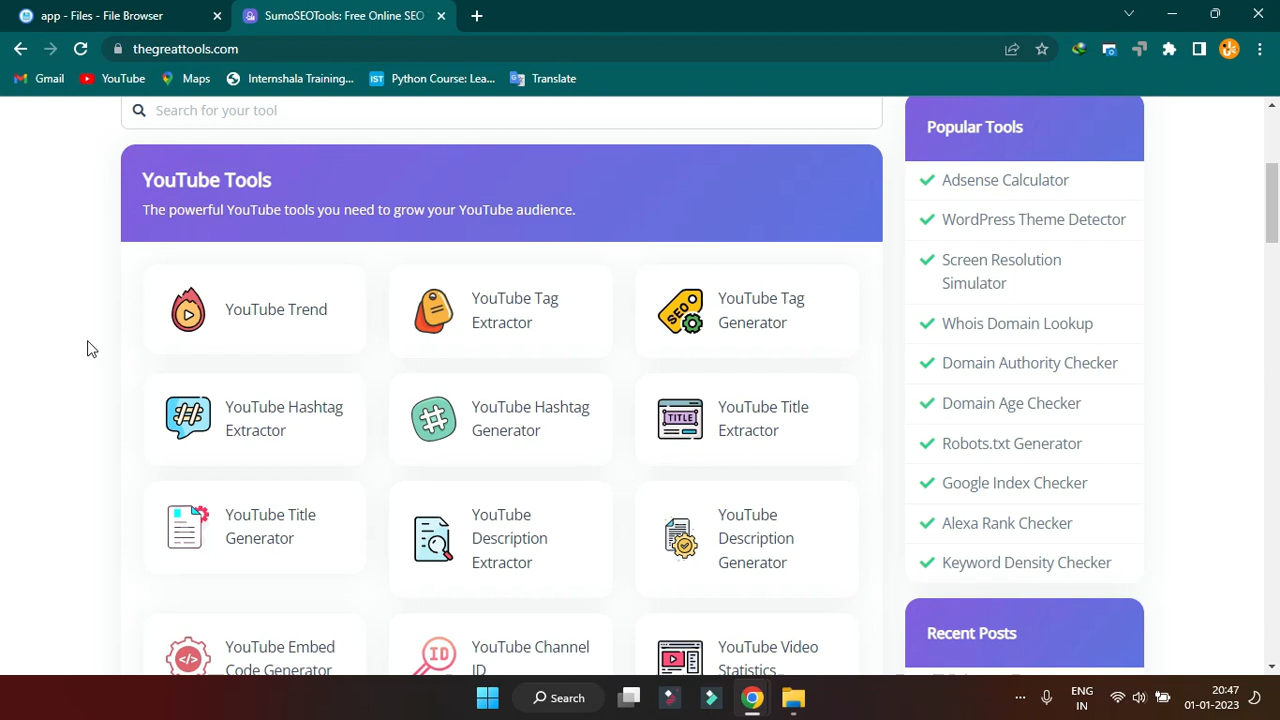 app - Files - File Browser
SumoSEOTools: Free Online SEO
thegreattools.com
Gmail
YouTube
Maps
Internshala Training...
IST
Python Course: Lea...
Translate
Search for your tool
YouTube Tools
The powerful YouTube tools you need to grow your YouTube audience.
YouTube Trend
YouTube Tag
Extractor
SEO
YouTube Tag
Generator
YouTube Hashtag
Extractor
YouTube Hashtag
Generator
TITLE
YouTube Title
Extractor
YouTube Title
Generator
YouTube
Description
Extractor
YouTube
Description
Generator
YouTube Embed
Code Generator
ID
YouTube Channel
ID
YouTube Video
Statistics
Popular Tools
Adsense Calculator
WordPress Theme Detector
Screen Resolution
Simulator
Whois Domain Lookup
Domain Authority Checker
Domain Age Checker
Robots.txt Generator
Google Index Checker
Alexa Rank Checker
Keyword Density Checker
Recent Posts
Search
ENG
IN
20:47
01-01-2023